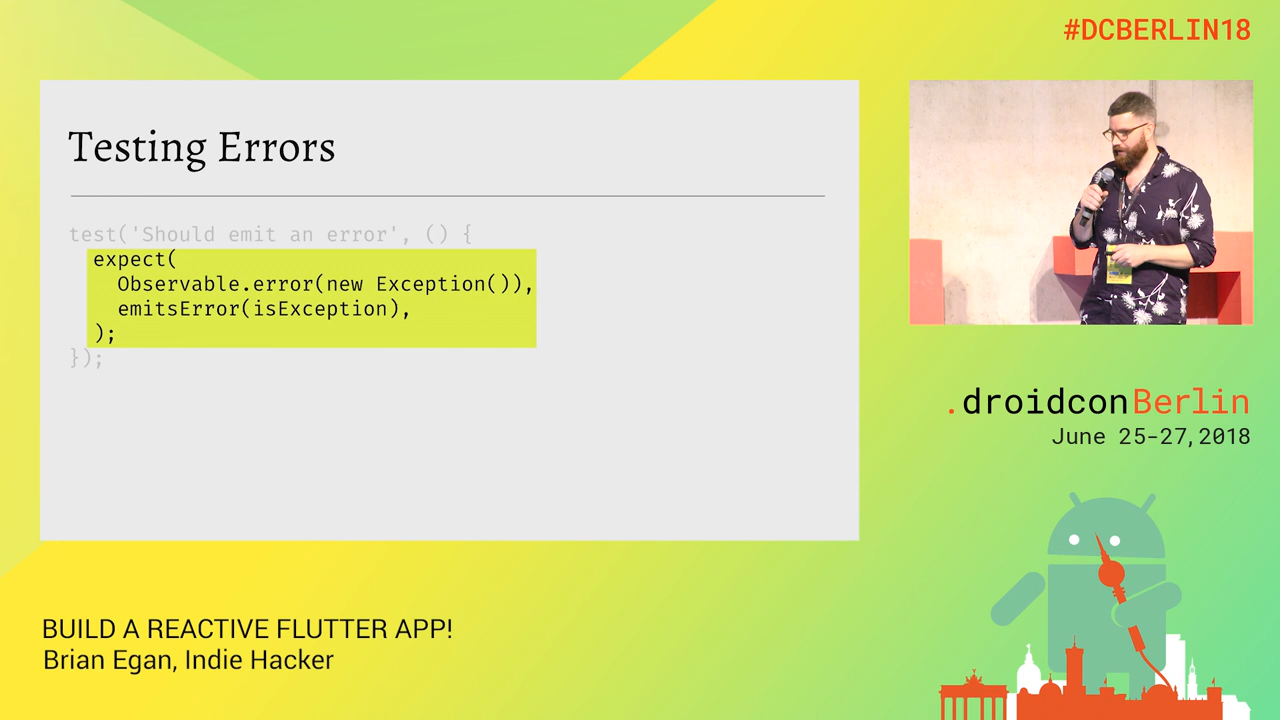 #DCBERLIN18
Testing Errors
test('Should emit an error', () {
  expect(
    Observable.error(new Exception()),
    emitsError(isException),
  );
});
.droidconBerlin
June 25-27,2018
BUILD A REACTIVE FLUTTER APP!
Brian Egan, Indie Hacker